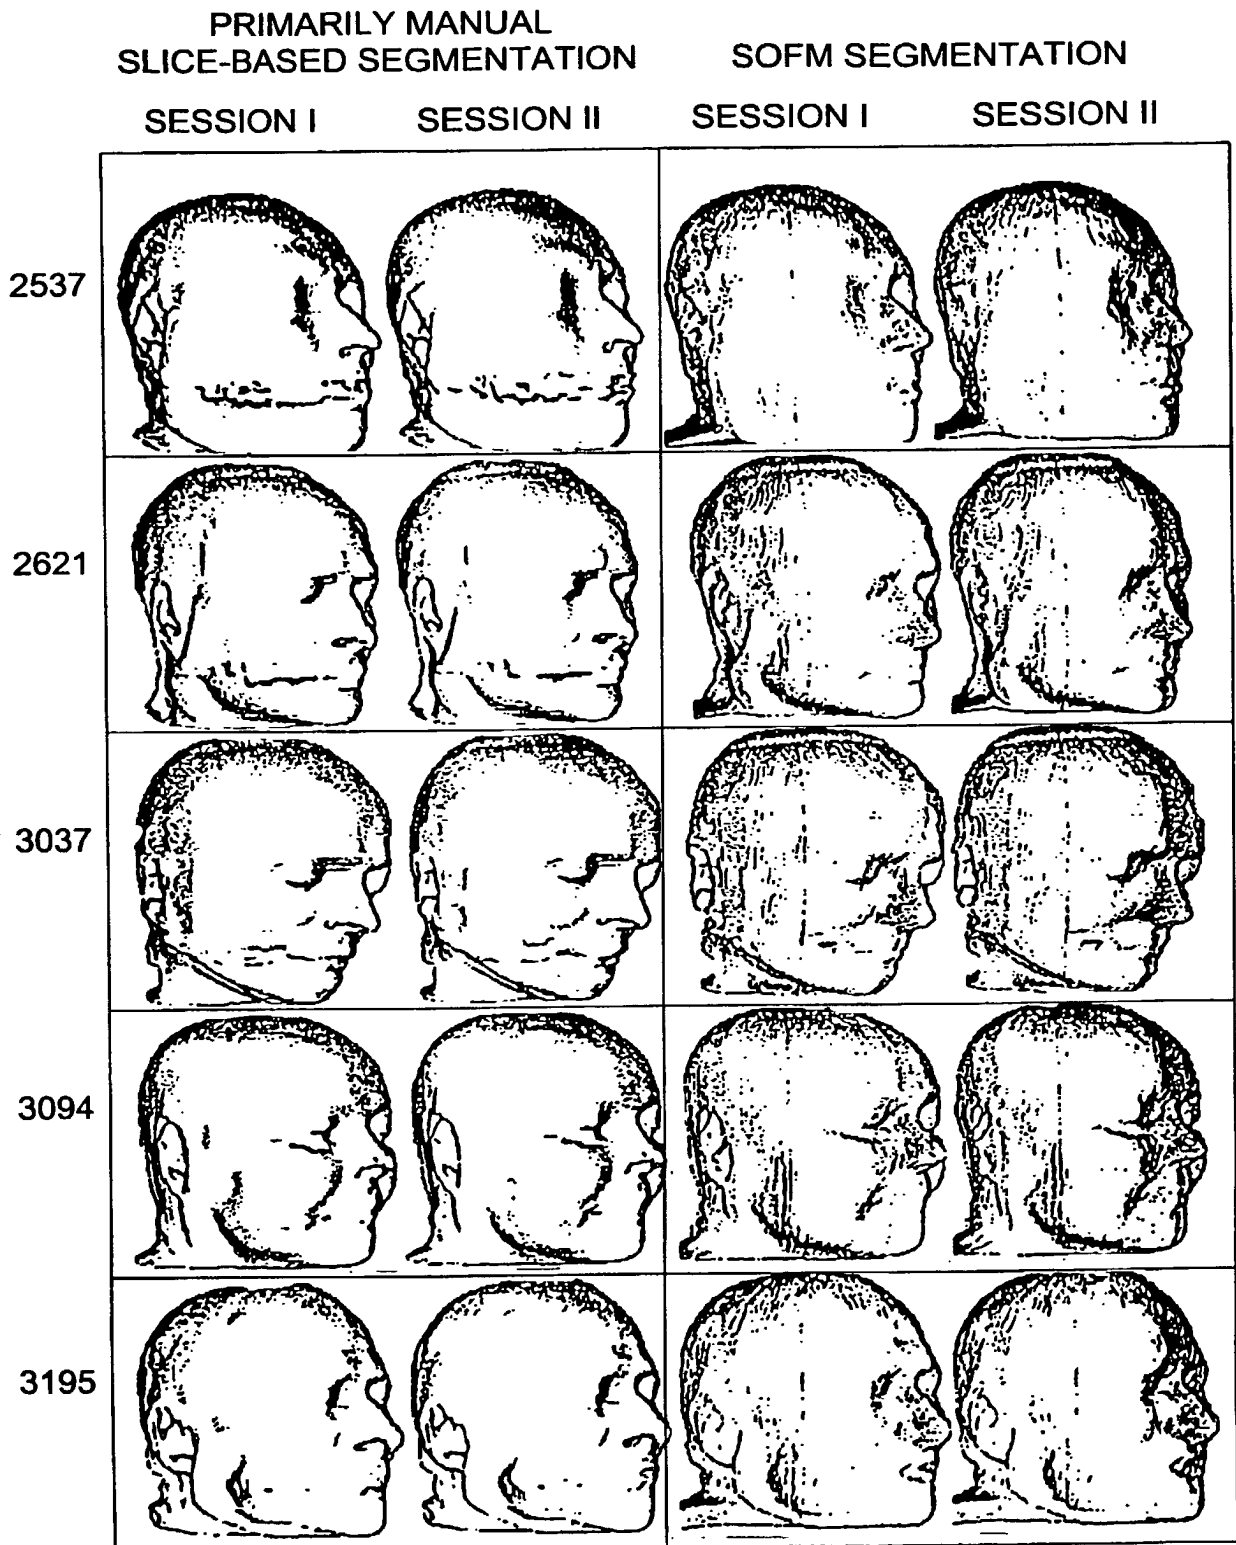 PRIMARILY MANUAL
SLICE-BASED SEGMENTATION
SOFM SEGMENTATION
SESSION I
SESSION II
SESSION I
SESSION II
2537
2621
3037
3094
3195